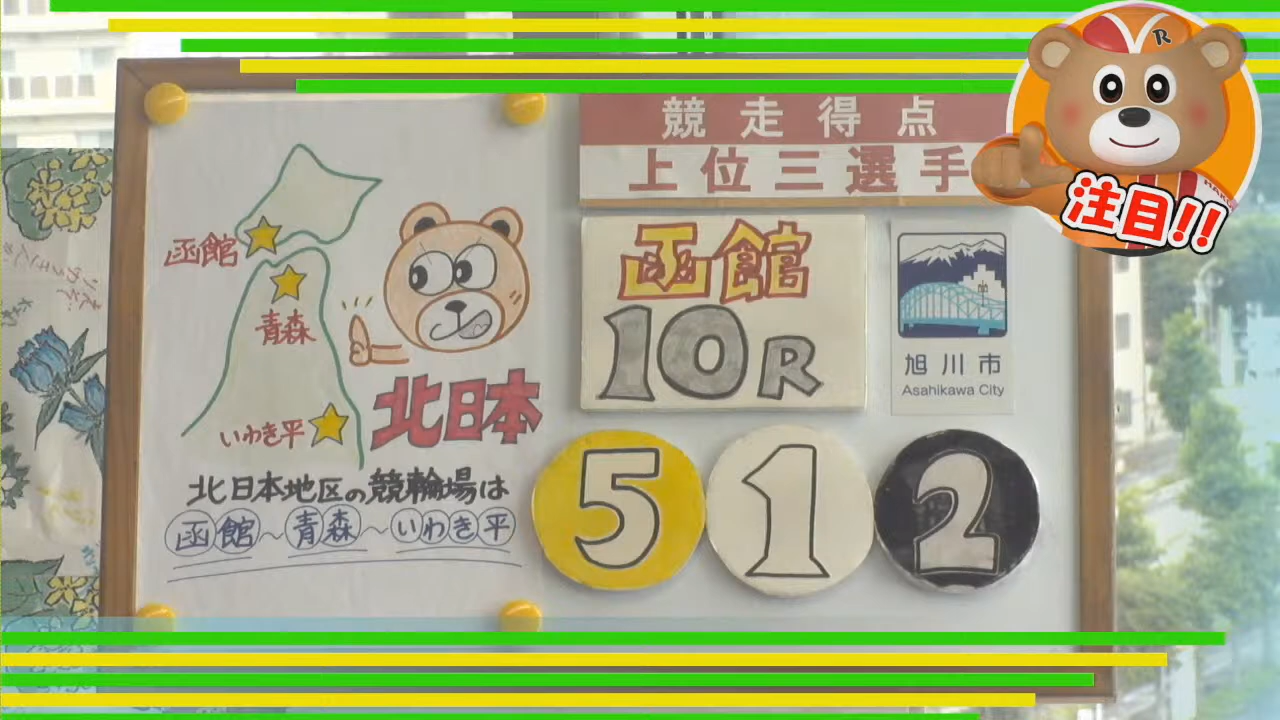 競走得点
上位三選手
R
注目!!
函館
青森
いわき平
北日本
北日本地区の競輪場は
函館~青森~いわき平
函館
10R
旭川市
Asahikawa City
5
1
2